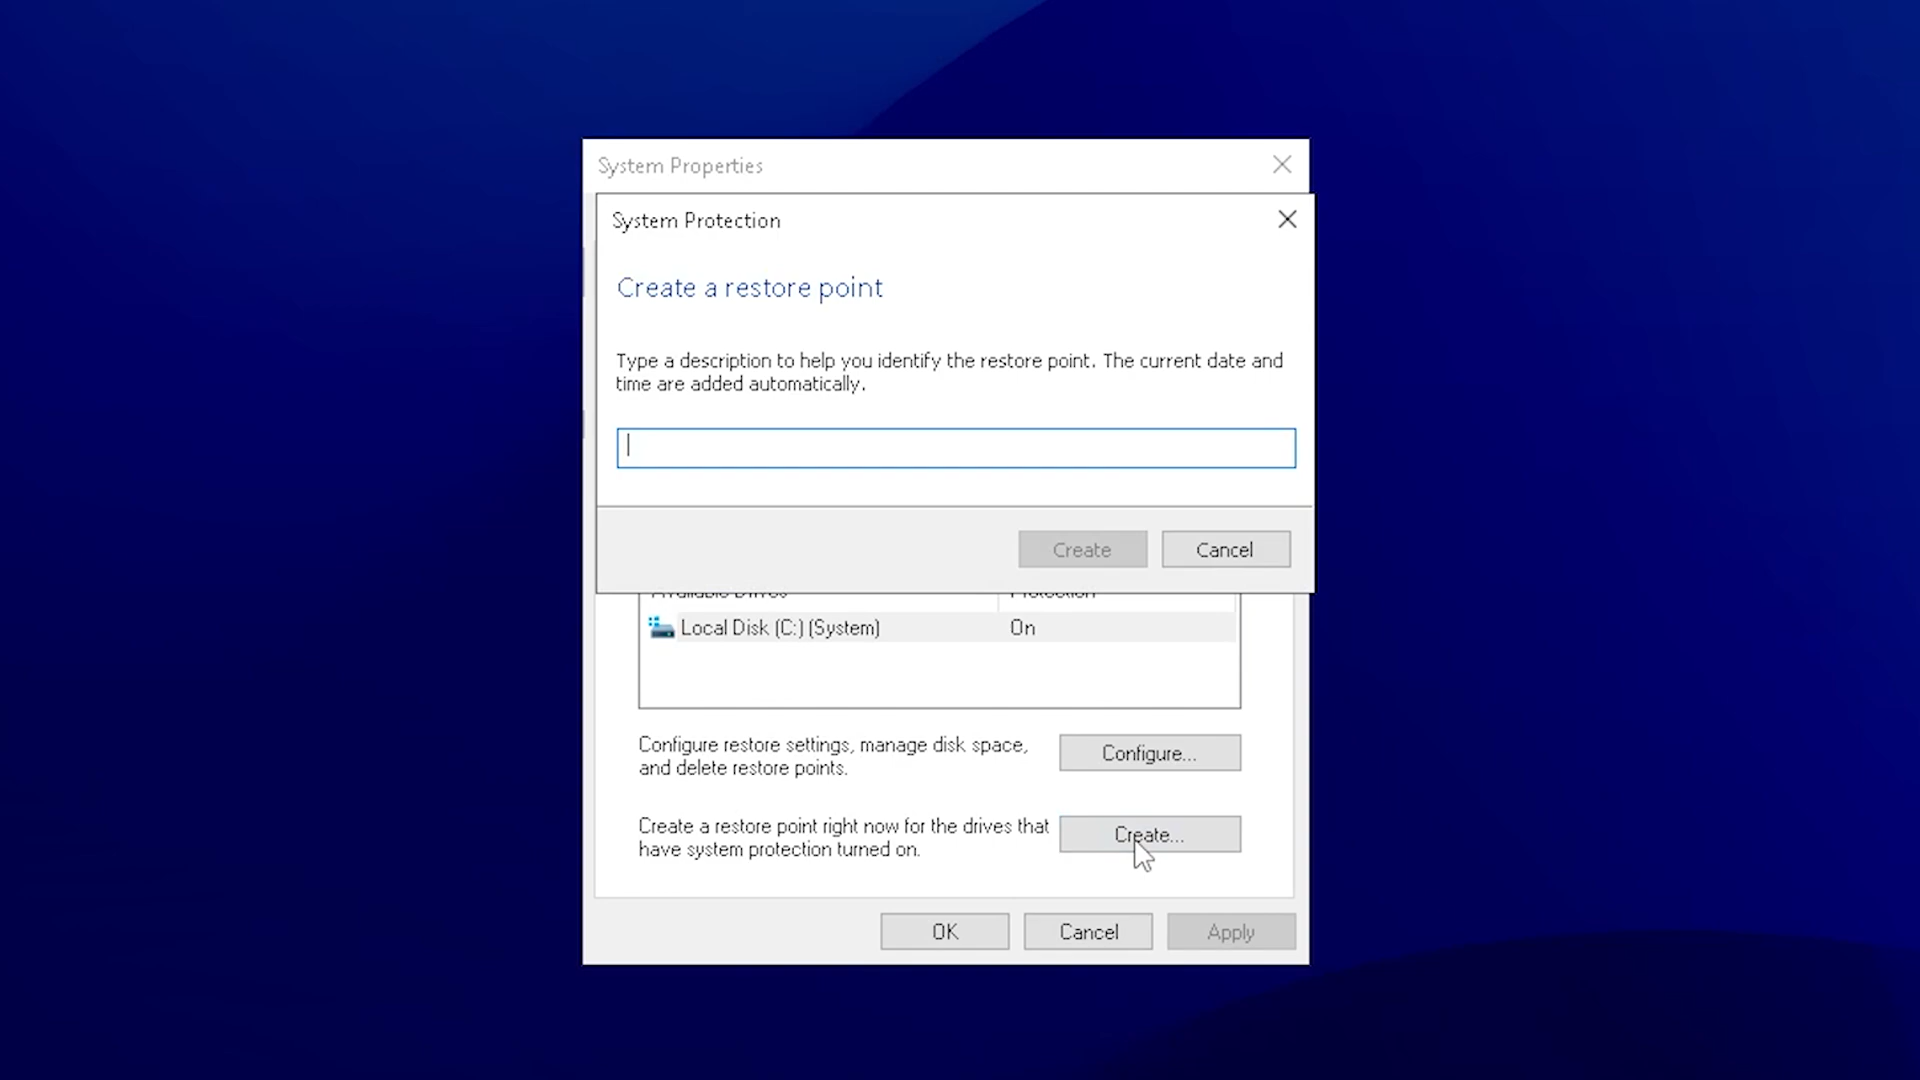 System Properties
System Protection
Create a restore point
Type a description to help you identify the restore point. The current date and
time are added automatically.
Create
Cancel
Available Drives
Protection
Local Disk (C:) (System)
On
Configure restore settings, manage disk space,
and delete restore points.
Configure...
Create a restore point right now for the drives that
have system protection turned on.
Create...
OK
Cancel
Apply